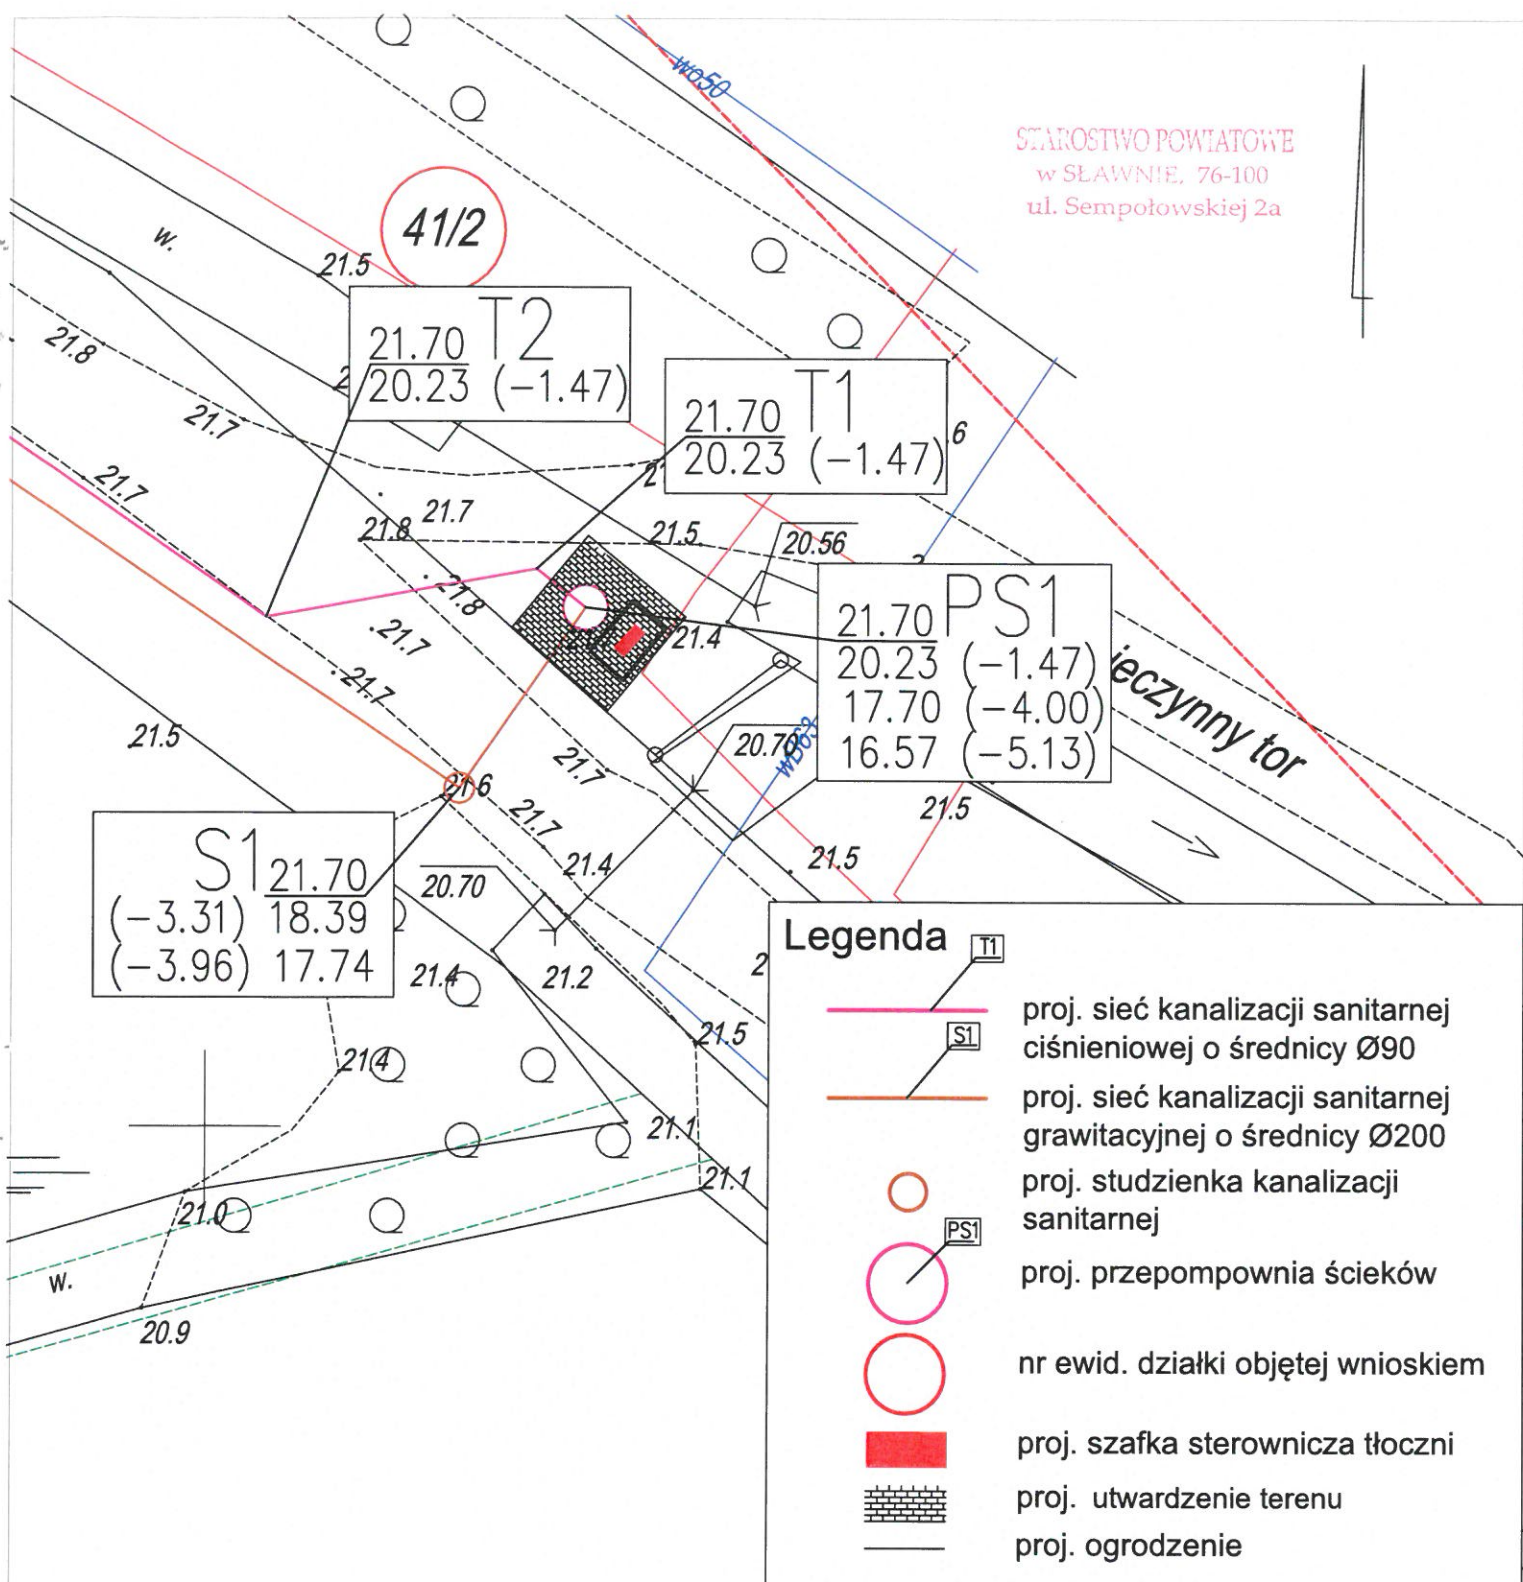 wo50
STAROSTWO POWIATOWE
w SŁAWNIE, 76-100
ul. Sempołowskiej 2a
41/2
w.
21.5
21.8
T2
21.70
20.23 (-1.47)
T1
21.70
20.23 (-1.47)
21.7
21.7
21.7
21.8
21.5
20.56
21.8
21.7
21.7
21.4
PS1
21.70
20.23 (-1.47)
17.70 (-4.00)
16.57 (-5.13)
ieczynny tor
21.5
20.70
wB63
21.7
21.6
21.7
21.5
21.5
S1 21.70
(-3.31) 18.39
(-3.96) 17.74
20.70
21.4
21.4
21.2
21.5
21.4
21.1
21.1
21.0
w.
20.9
Legenda
T1
proj. sieć kanalizacji sanitarnej
ciśnieniowej o średnicy Ø90
S1
proj. sieć kanalizacji sanitarnej
grawitacyjnej o średnicy Ø200
proj. studzienka kanalizacji
sanitarnej
PS1
proj. przepompownia ścieków
nr ewid. działki objętej wnioskiem
proj. szafka sterownicza tłoczni
proj. utwardzenie terenu
proj. ogrodzenie